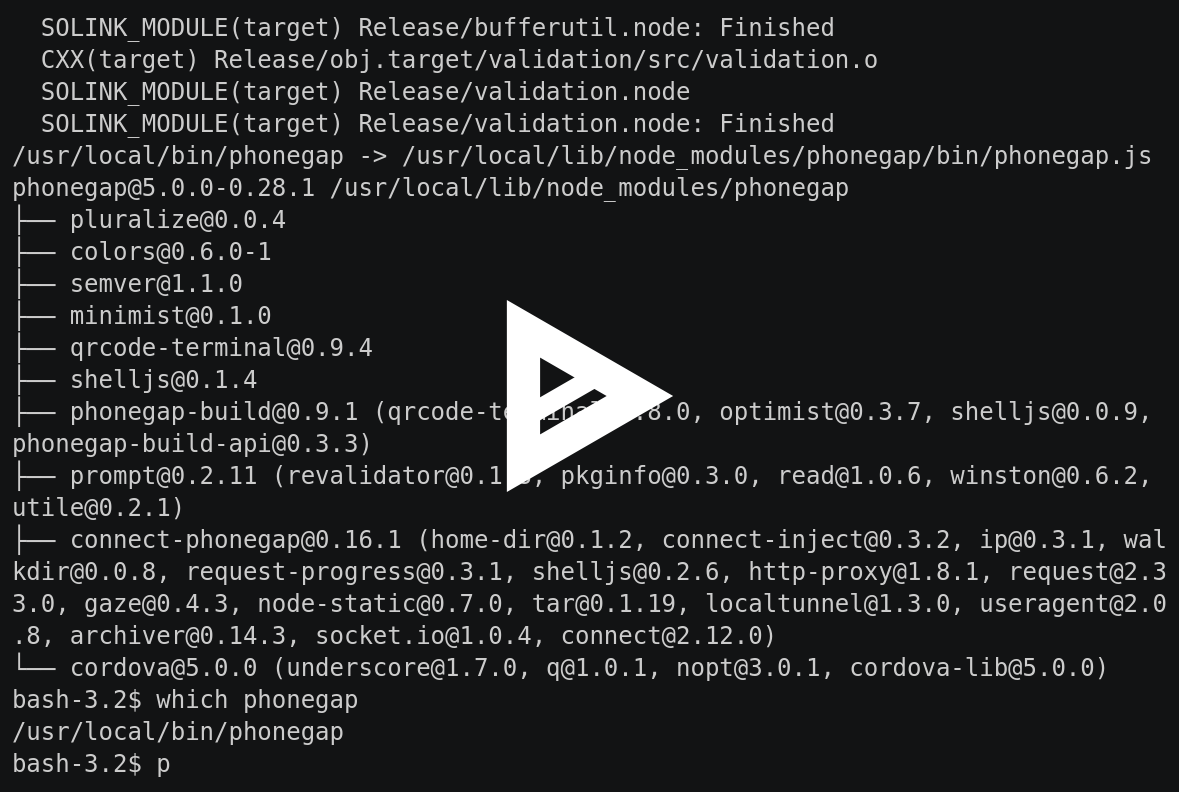 SOLINK_MODULE(target) Release/bufferutil.node: Finished
CXX(target) Release/obj.target/validation/src/validation.o
SOLINK_MODULE(target) Release/validation.node
SOLINK_MODULE(target) Release/validation.node: Finished
/usr/local/bin/phonegap -> /usr/local/lib/node_modules/phonegap/bin/phonegap.js
phonegap@5.0.0-0.28.1 /usr/local/lib/node_modules/phonegap
├── pluralize@0.0.4
├── colors@0.6.0-1
├── semver@1.1.0
├── minimist@0.1.0
├── qrcode-terminal@0.9.4
├── shelljs@0.1.4
├── phonegap-build@0.9.1 optimist@0.3.7, shelljs@0.0.9,
phonegap-build-api@0.3.3)
├── prompt@0.2.11 pkginfo@0.3.0, read@1.0.6, winston@0.6.2,
utile@0.2.1)
├── connect-phonegap@0.16.1 (home-dir@0.1.2, connect-inject@0.3.2, ip@0.3.1, wal
kdir@0.0.8, request-progress@0.3.1, shelljs@0.2.6, http-proxy@1.8.1, request@2.3
3.0, gaze@0.4.3, node-static@0.7.0, tar@0.1.19, localtunnel@1.3.0, useragent@2.0
.8, archiver@0.14.3, socket.io@1.0.4, connect@2.12.0)
└── cordova@5.0.0 (underscore@1.7.0, q@1.0.1, nopt@3.0.1, cordova-lib@5.0.0)
bash-3.2$ which phonegap
/usr/local/bin/phonegap
bash-3.2$ p